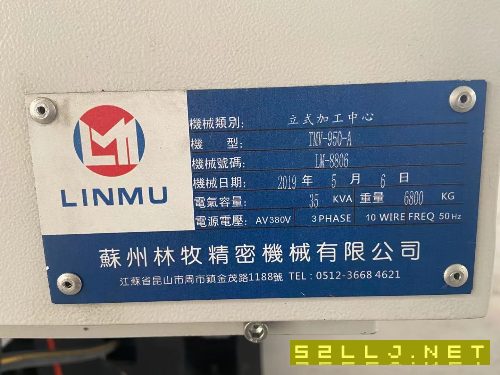 LINMU
機械類別: 立式加工中心
機 型: TMV-950-A
機械號碼: LM-8806
機械日期: 2019 年 5 月 6 日
電氣容量: 35 KVA 重量 6800 KG
電源電壓: AV380V 3 PHASE 10 WIRE FREQ 50 Hz
蘇州林牧精密機械有限公司
江蘇省昆山市周市鎮金茂路1188號 TEL : 0512-3668 4621
52LLJ.NET